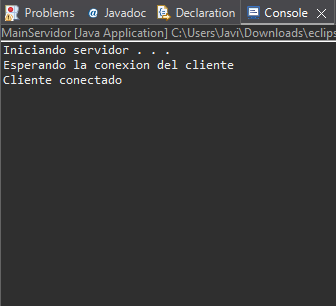 Problems @ Javadoc Declaration Console
MainServidor [Java Application] C:\Users\Javi\Downloads\eclips
Iniciando servidor . . .
Esperando la conexion del cliente
Cliente conectado